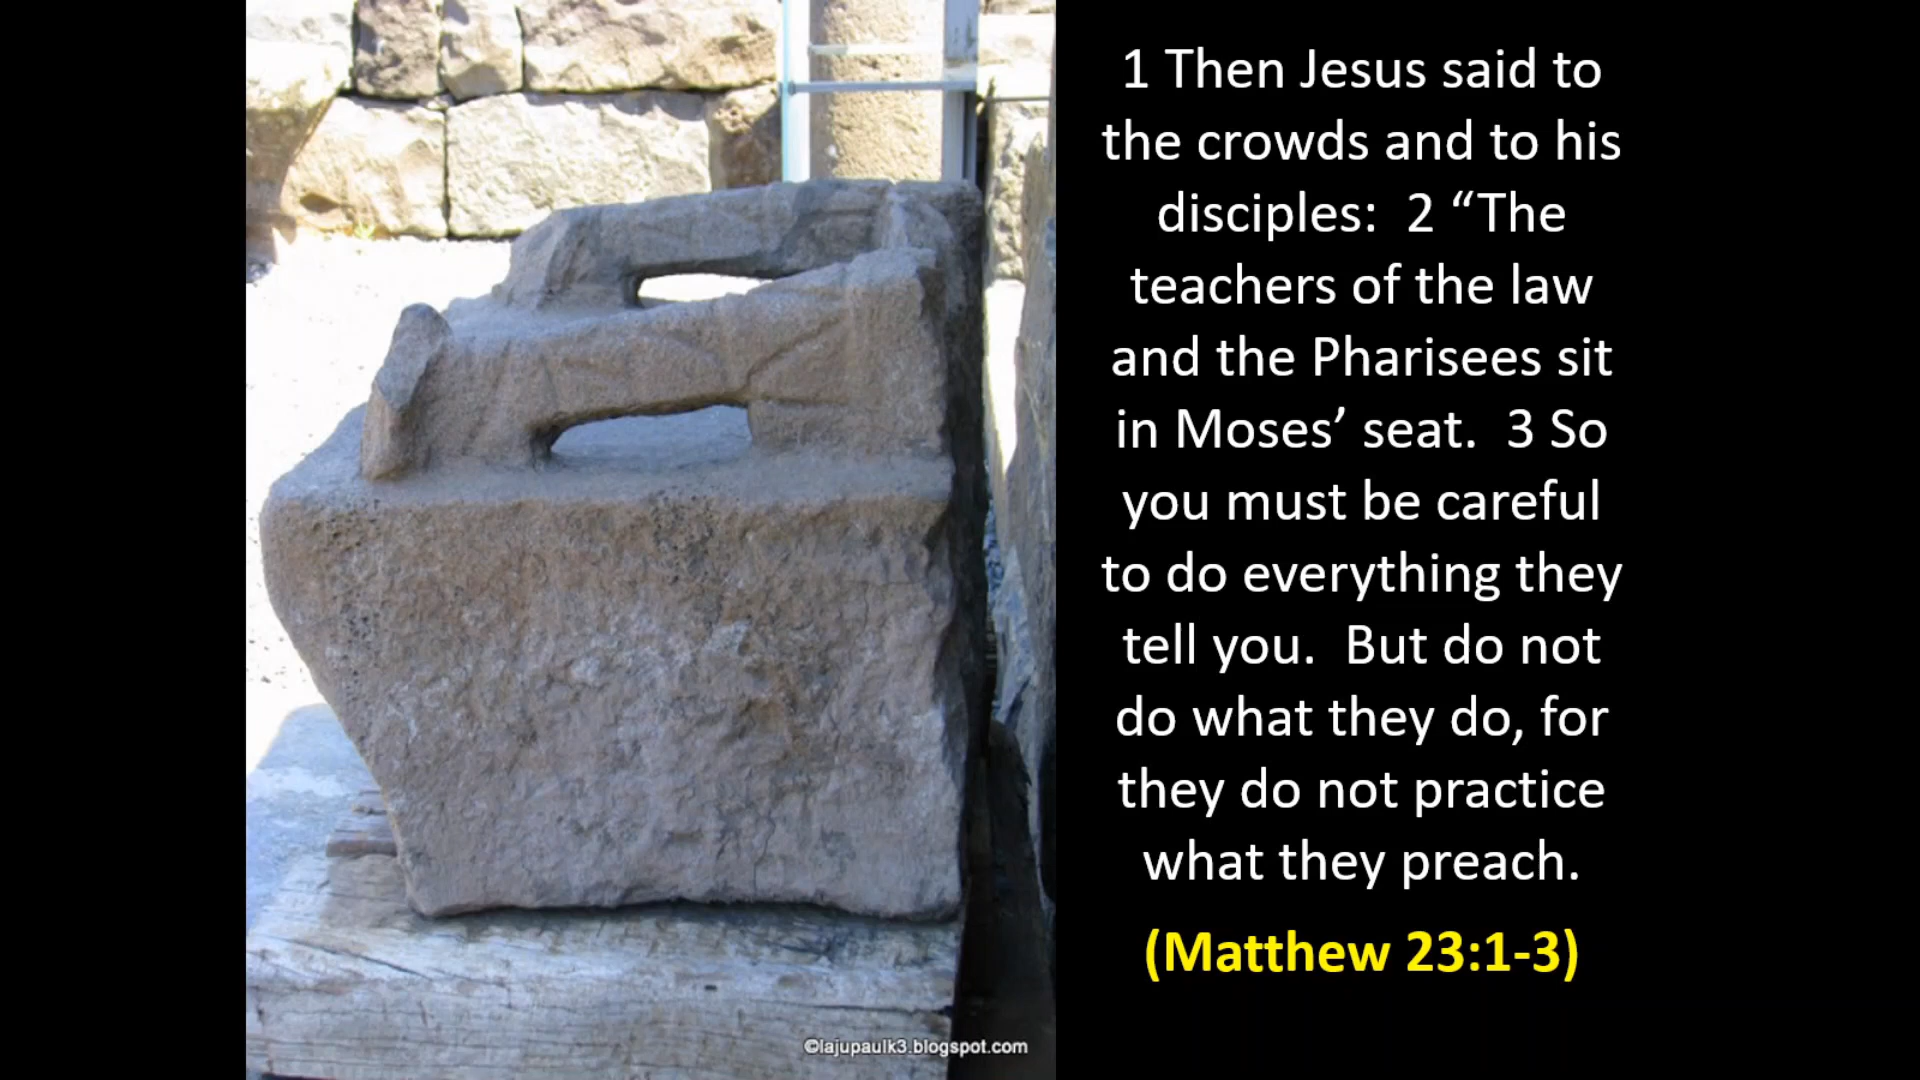 1 Then Jesus said to
the crowds and to his
disciples:  2 “The
teachers of the law
and the Pharisees sit
in Moses’ seat.  3 So
you must be careful
to do everything they
tell you.  But do not
do what they do, for
they do not practice
what they preach.
(Matthew 23:1-3)
©lajupaulk3.blogspot.com